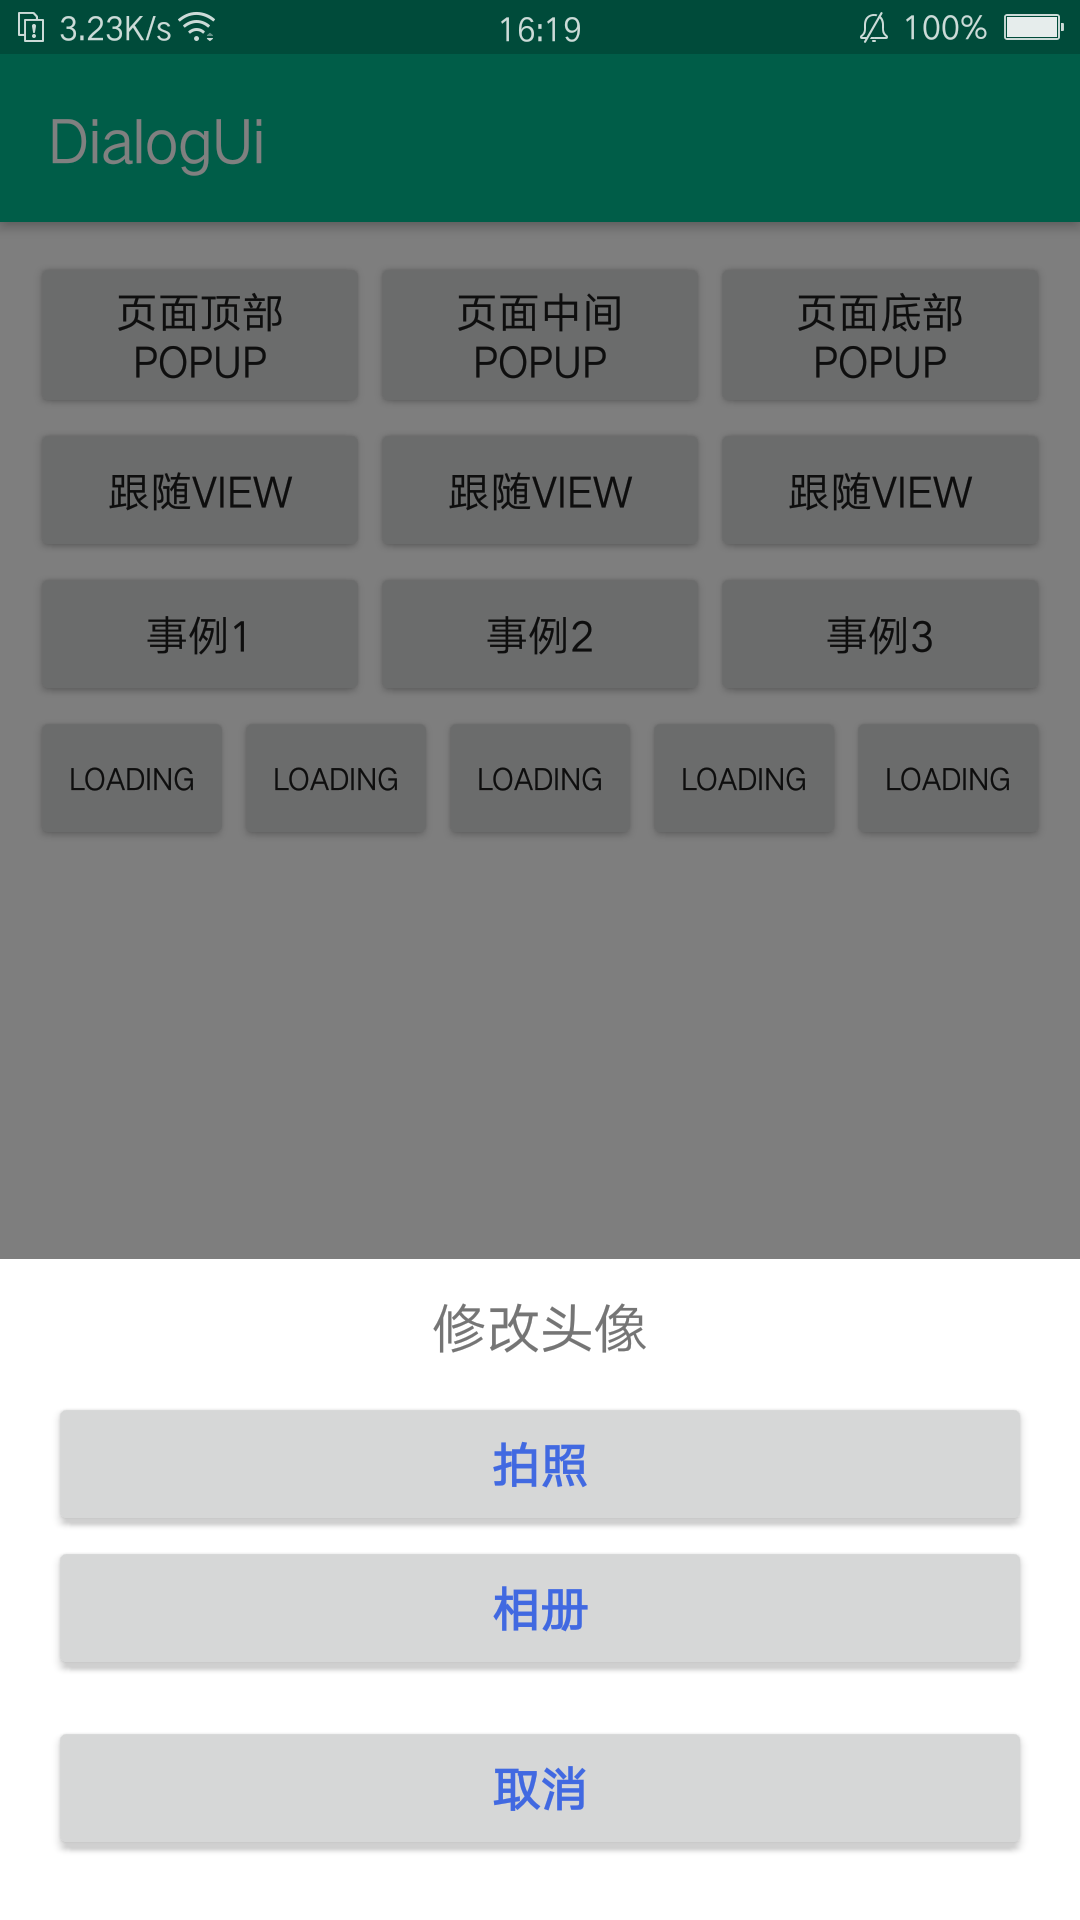 3.23K/s 16:19 100%
DialogUi
页面顶部 页面中间 页面底部
POPUP POPUP POPUP
跟随VIEW 跟随VIEW 跟随VIEW
事例1 事例2 事例3
LOADING LOADING LOADING LOADING LOADING
修改头像
拍照
相册
取消